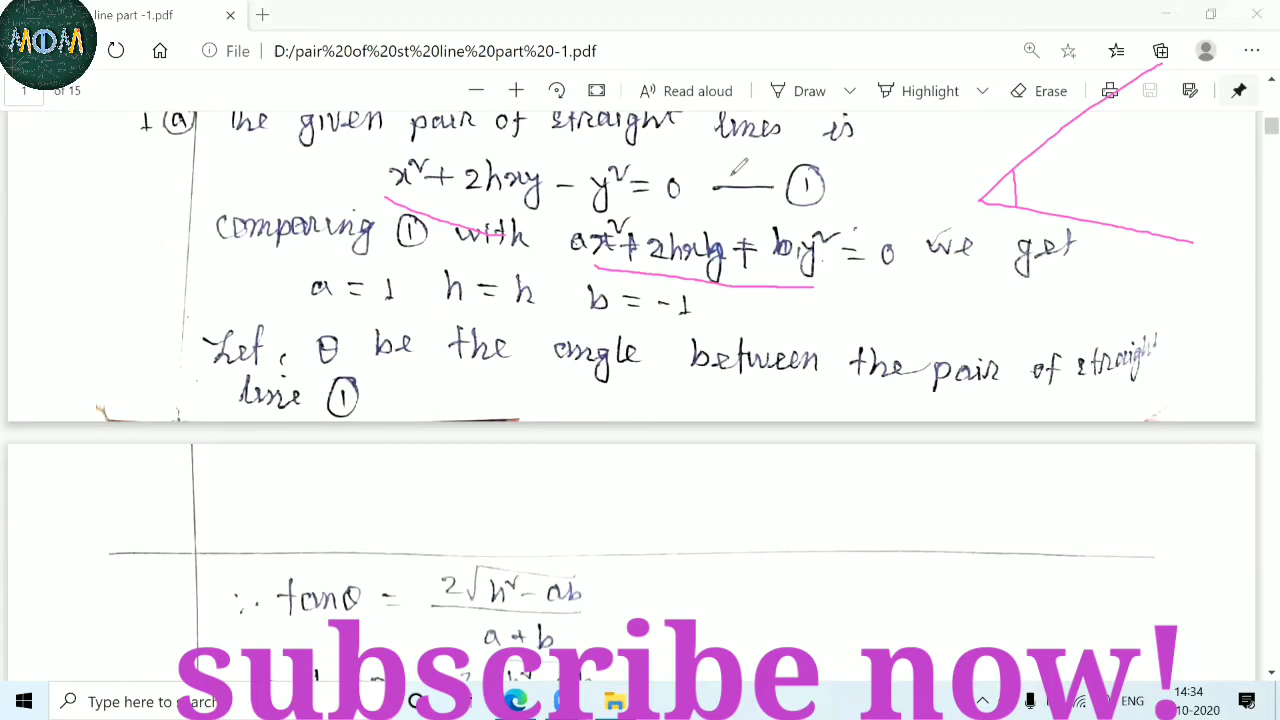 line part -1.pdf
MOM
File D:/pair%20of%20st%20line%20part%20-1.pdf
1 of 15 Read aloud Draw Highlight Erase
1 (a) The given pair of straight lines is
x²+ 2hxy - y²= 0 —— ①
comparing ① with ax²+ 2hxy + by² = 0 we get
a = 1 h = h b = -1
Let, θ be the angle between the pair of straight
line ①
∴ tanθ = 2√h²- ab
a + b
subscribe now!
Type here to search
ENG 14:34
-10-2020